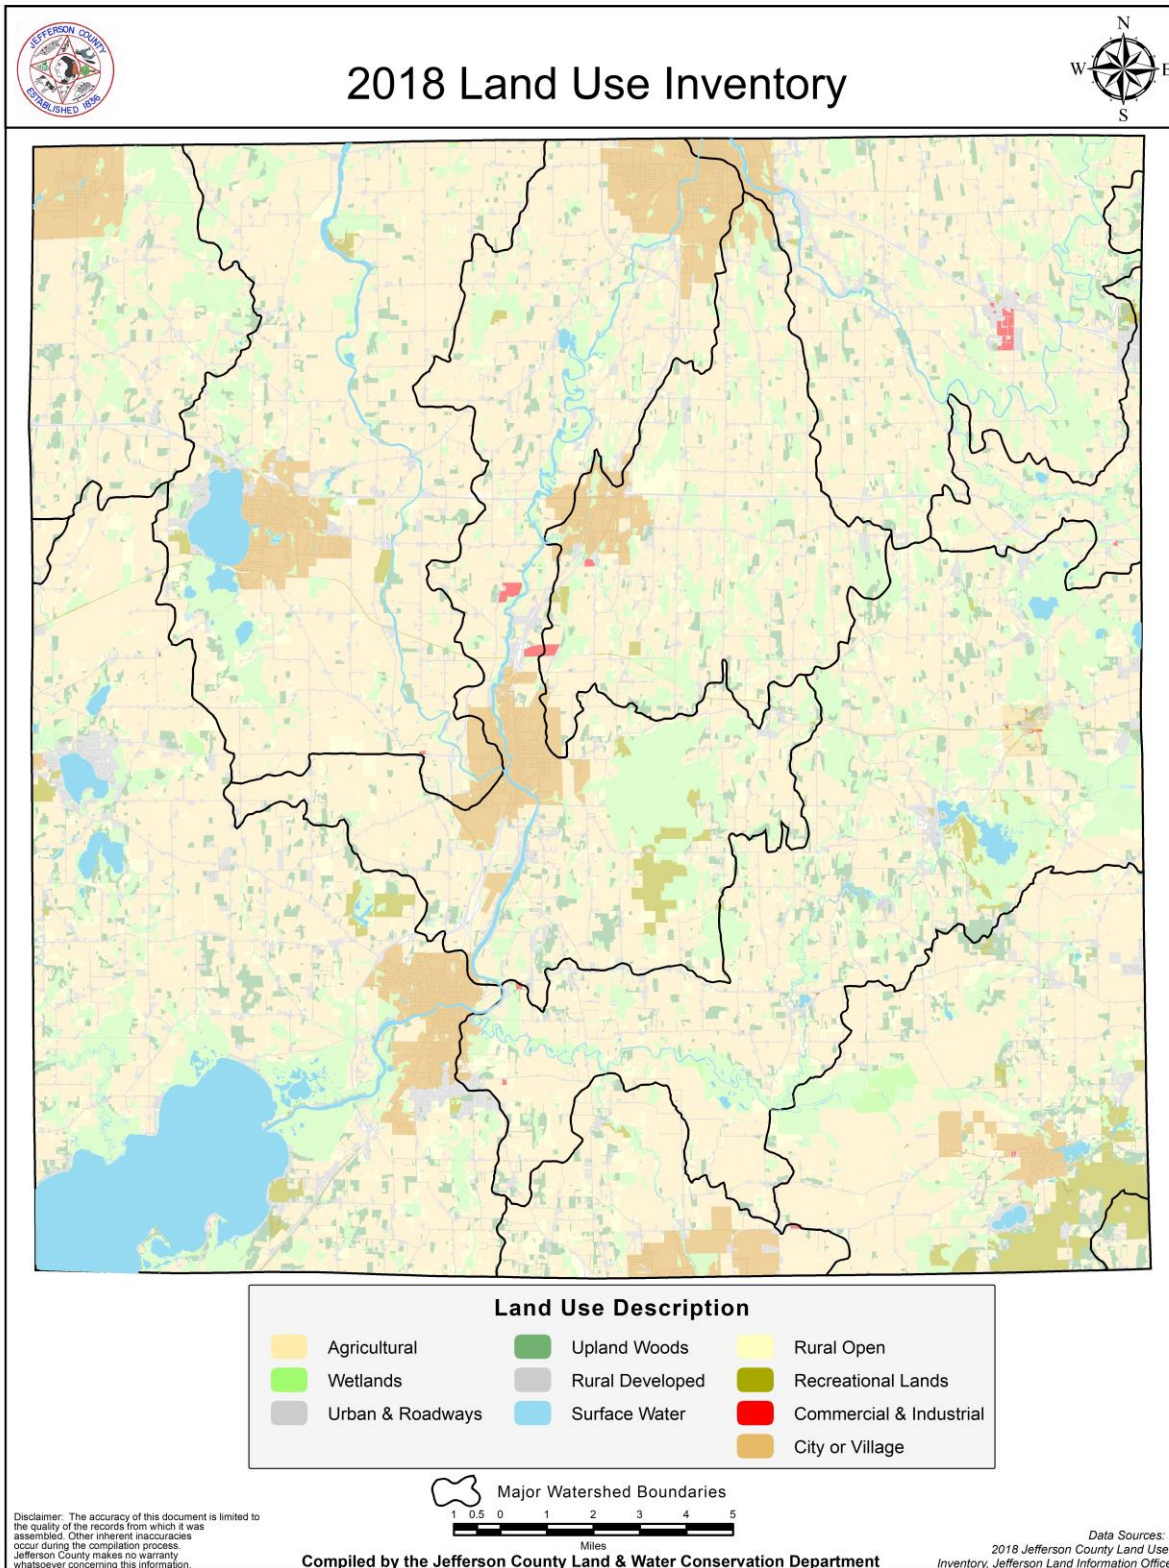 JEFFERSON COUNTY
ESTABLISHED 1836
2018 Land Use Inventory
N
W
E
S
Land Use Description
Agricultural
Upland Woods
Rural Open
Wetlands
Rural Developed
Recreational Lands
Urban & Roadways
Surface Water
Commercial & Industrial
City or Village
Major Watershed Boundaries
1 0.5 0 1 2 3 4 5
Miles
Compiled by the Jefferson County Land & Water Conservation Department
Disclaimer: The accuracy of this document is limited to
the quality of the records from which it was
assembled. Other inherent inaccuracies
occur during the compilation process.
Jefferson County makes no warranty
whatsoever concerning this information.
Data Sources:
2018 Jefferson County Land Use
Inventory, Jefferson Land Information Office